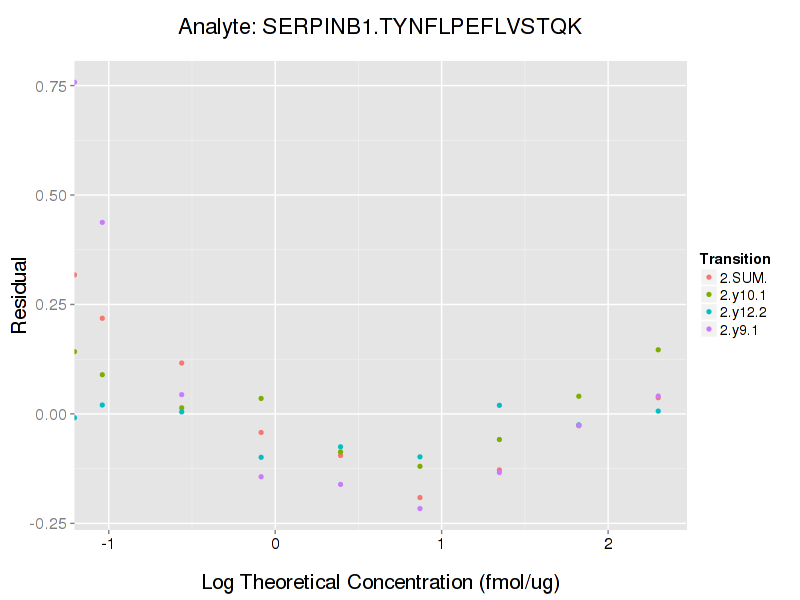 Analyte: SERPINB1.TYNFLPEFLVSTQK
Residual
0.75
0.50
0.25
0.00
-0.25
-1
0
1
2
Log Theoretical Concentration (fmol/ug)
Transition
2.SUM.
2.y10.1
2.y12.2
2.y9.1